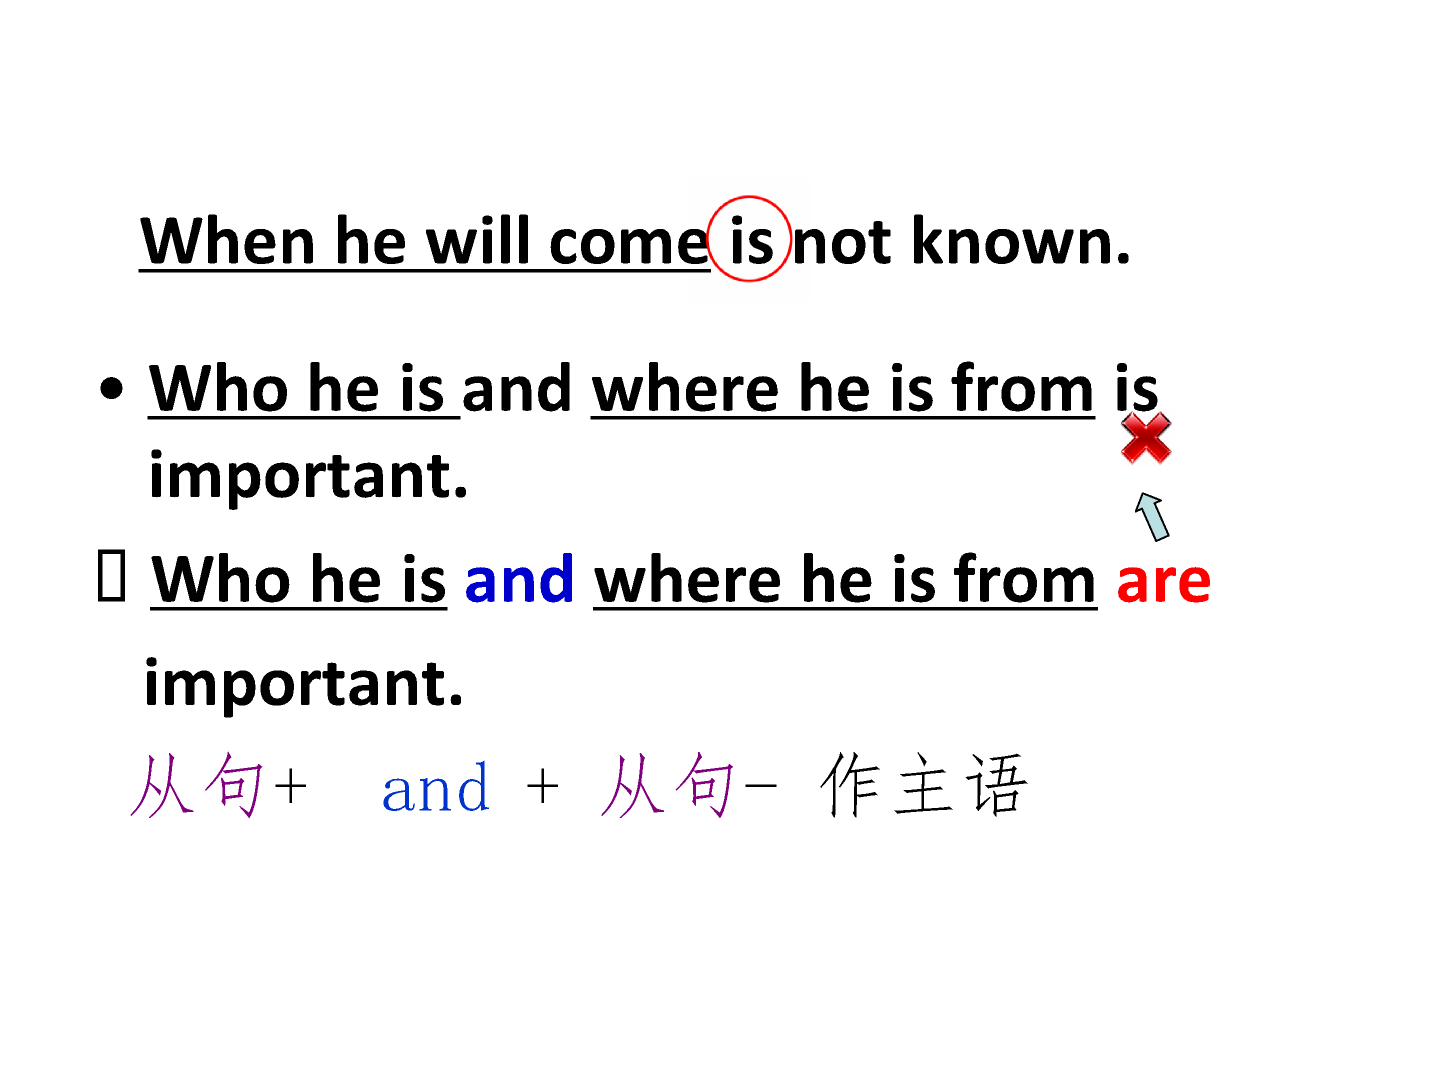 When he will come is not known.
• Who he is and where he is from is
important.
Who he is and where he is from are
important.
从句+ and + 从句- 作主语